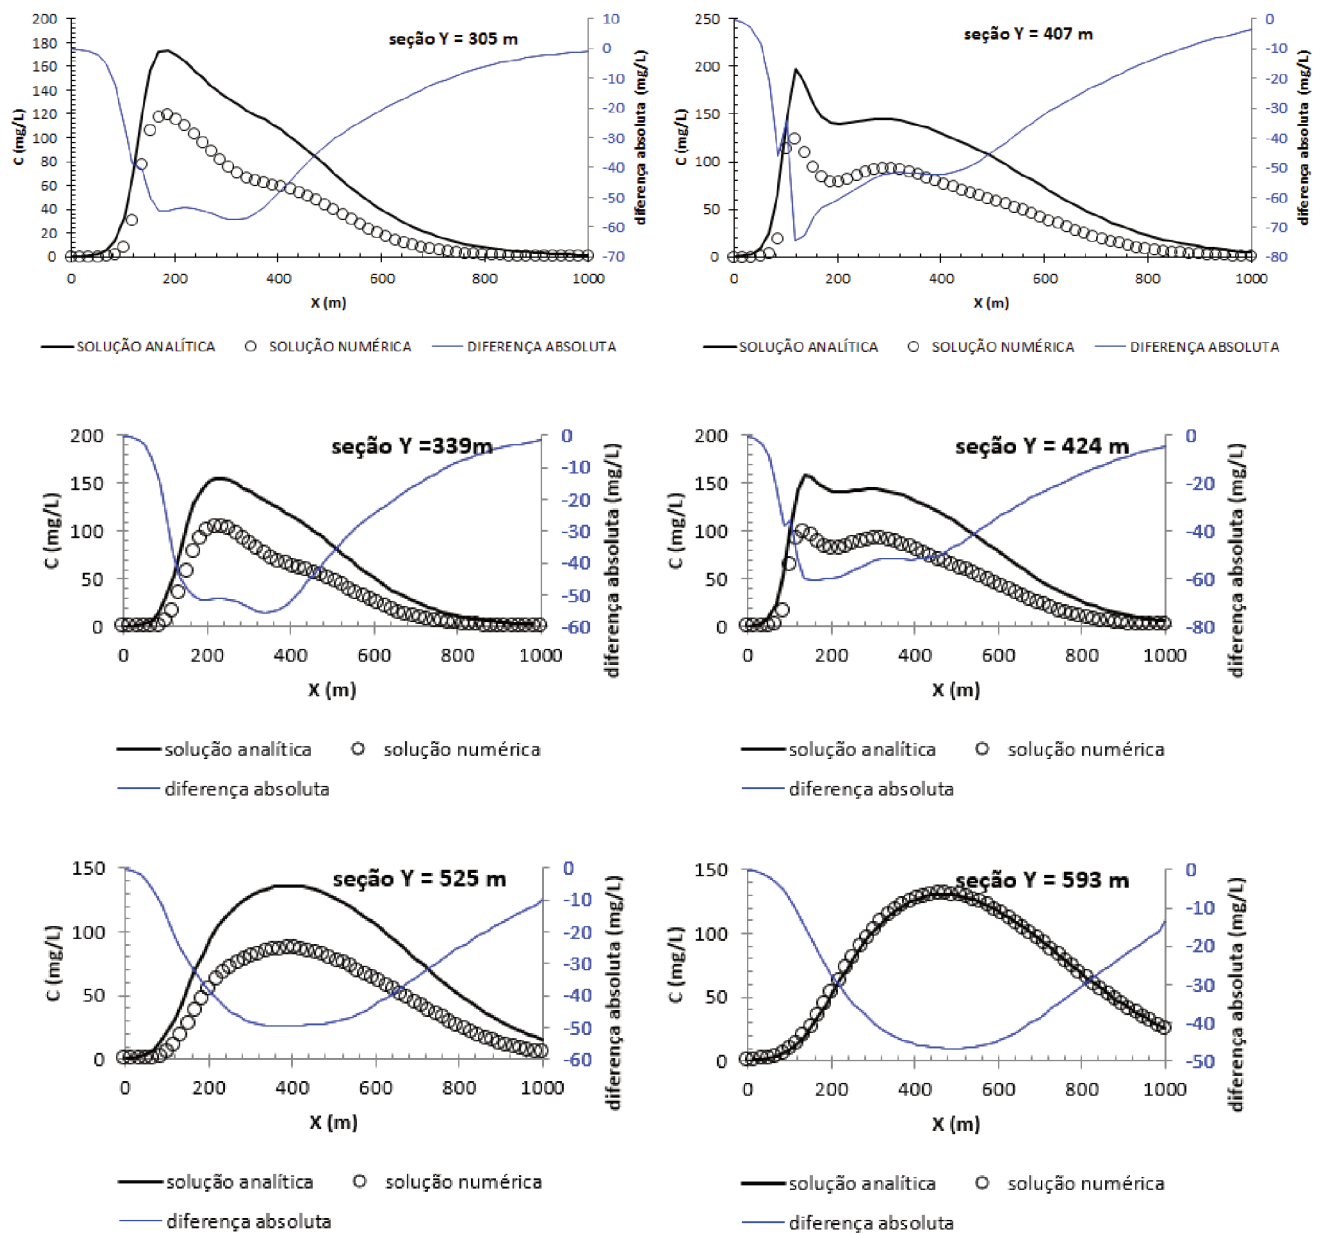 seção Y = 305 m
C (mg/L)
200
180
160
140
120
100
80
60
40
20
0
10
0
-10
-20
-30
-40
-50
-60
-70
diferença absoluta (mg/L)
0 200 400 600 800 1000
X (m)
SOLUÇÃO ANALÍTICA SOLUÇÃO NUMÉRICA DIFERENÇA ABSOLUTA
seção Y = 407 m
C (mg/L)
250
200
150
100
50
0
0
-10
-20
-30
-40
-50
-60
-70
-80
diferença absoluta (mg/L)
0 200 400 600 800 1000
X (m)
SOLUÇÃO ANALÍTICA SOLUÇÃO NUMÉRICA DIFERENÇA ABSOLUTA
seção Y =339m
C (mg/L)
200
150
100
50
0
0
-10
-20
-30
-40
-50
-60
diferença absoluta (mg/L)
0 200 400 600 800 1000
X (m)
solução analítica solução numérica
diferença absoluta
seção Y = 424 m
C (mg/L)
200
150
100
50
0
0
-20
-40
-60
-80
diferença absoluta (mg/L)
0 200 400 600 800 1000
X (m)
solução analítica solução numérica
diferença absoluta
seção Y = 525 m
C (mg/L)
150
100
50
0
0
-10
-20
-30
-40
-50
-60
diferença absoluta (mg/L)
0 200 400 600 800 1000
X (m)
solução analítica solução numérica
diferença absoluta
seção Y = 593 m
C (mg/L)
150
100
50
0
0
-10
-20
-30
-40
-50
diferença absoluta (mg/L)
0 200 400 600 800 1000
X (m)
solução analítica solução numérica
diferença absoluta